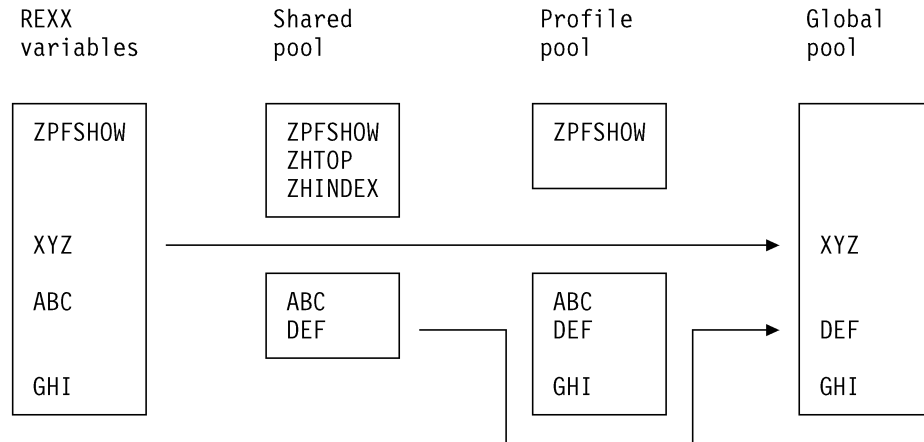 REXX variables
Shared pool
Profile pool
Global pool
ZPFSHOW
XYZ
ABC
GHI
ZPFSHOW
ZHTOP
ZHINDEX
ABC
DEF
ZPFSHOW
ABC
DEF
GHI
XYZ
DEF
GHI